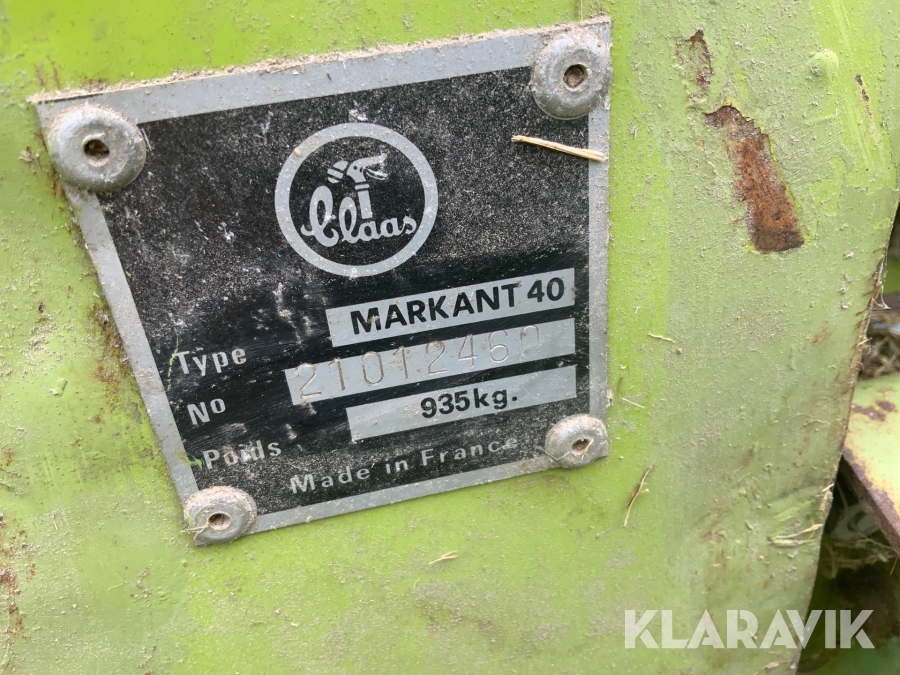 Claas
Type MARKANT 40
No 21012460
Poids 935kg.
Made in France
KLARAVIK